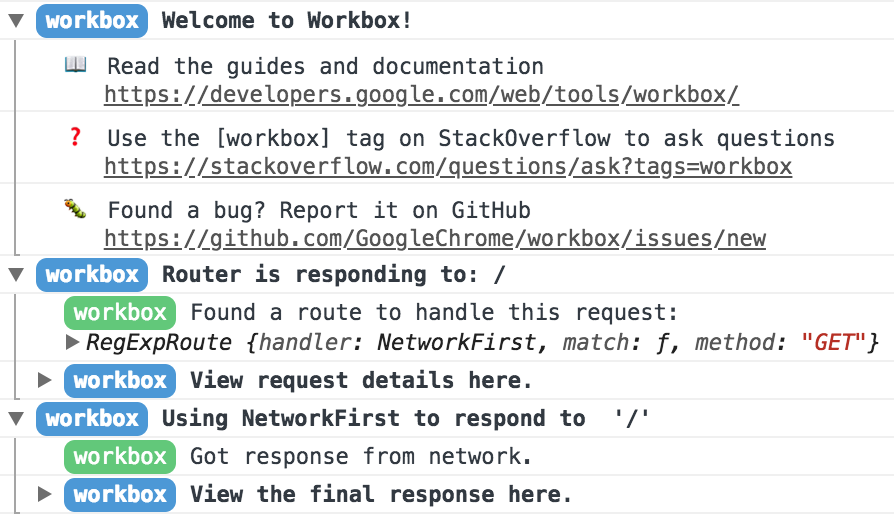 workbox Welcome to Workbox!
Read the guides and documentation
https://developers.google.com/web/tools/workbox/
Use the [workbox] tag on StackOverflow to ask questions
https://stackoverflow.com/questions/ask?tags=workbox
Found a bug? Report it on GitHub
https://github.com/GoogleChrome/workbox/issues/new
workbox Router is responding to: /
workbox Found a route to handle this request:
RegExpRoute {handler: NetworkFirst, match: ƒ, method: "GET"}
workbox View request details here.
workbox Using NetworkFirst to respond to '/'
workbox Got response from network.
workbox View the final response here.